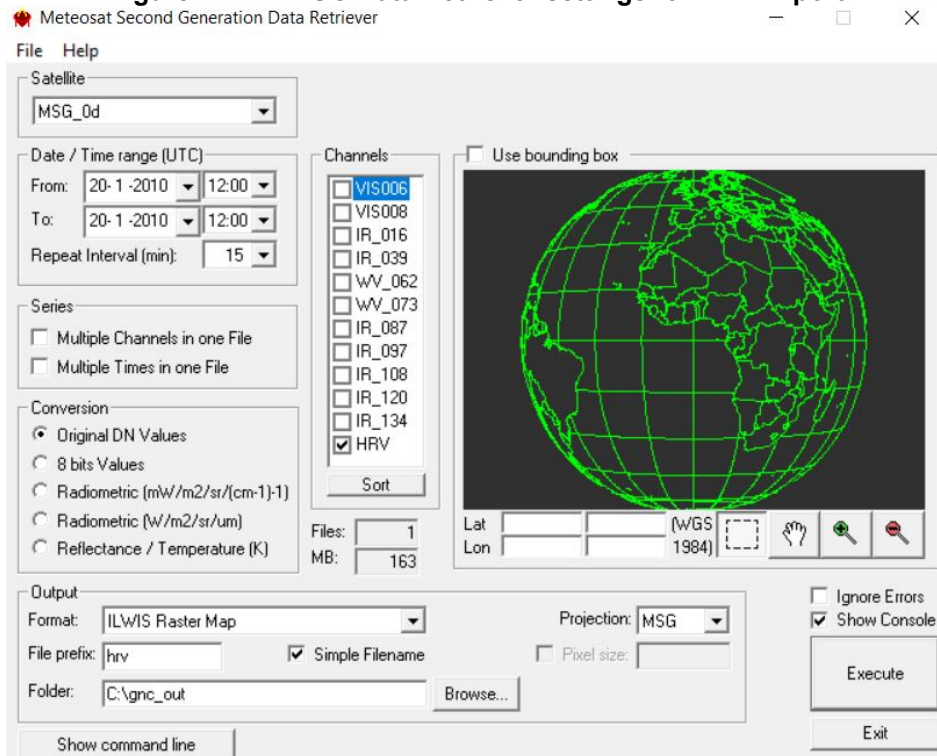 Meteosat Second Generation Data Retriever
File Help
Satellite
MSG_0d
Date / Time range (UTC)
From: 20- 1 -2010 12:00
To: 20- 1 -2010 12:00
Repeat Interval (min): 15
Series
Multiple Channels in one File
Multiple Times in one File
Conversion
Original DN Values
8 bits Values
Radiometric (mW/m2/sr/(cm-1)-1)
Radiometric (W/m2/sr/um)
Reflectance / Temperature (K)
Channels
VIS006
VIS008
IR_016
IR_039
WV_062
WV_073
IR_087
IR_097
IR_108
IR_120
IR_134
HRV
Sort
Files: 1
MB: 163
Use bounding box
Lat
Lon
(WGS
1984)
Output
Format: ILWIS Raster Map
Projection: MSG
File prefix: hrv
Simple Filename
Pixel size:
Folder: C:\gnc_out
Browse...
Ignore Errors
Show Console
Execute
Exit
Show command line